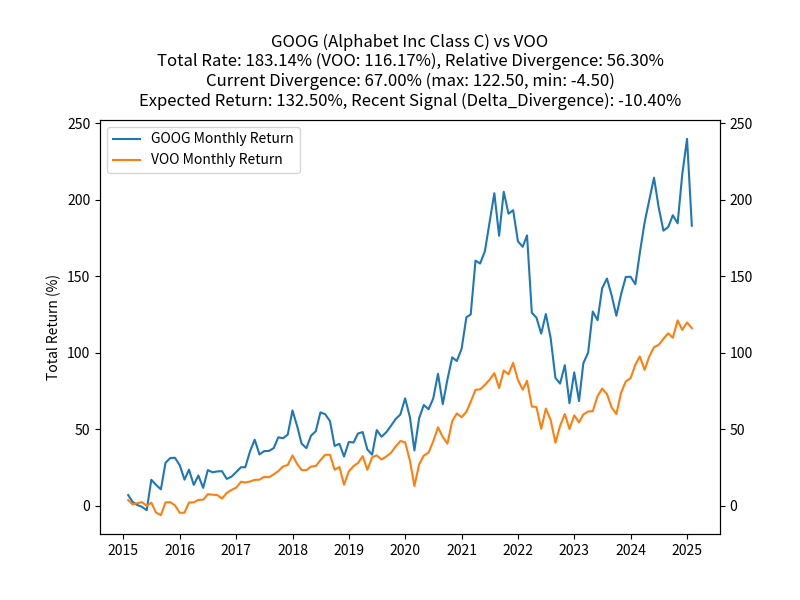 GOOG (Alphabet Inc Class C) vs VOO
Total Rate: 183.14% (VOO: 116.17%), Relative Divergence: 56.30%
Current Divergence: 67.00% (max: 122.50, min: -4.50)
Expected Return: 132.50%, Recent Signal (Delta_Divergence): -10.40%
GOOG Monthly Return
VOO Monthly Return
Total Return (%)
250
200
150
100
50
0
250
200
150
100
50
0
2015 2016 2017 2018 2019 2020 2021 2022 2023 2024 2025